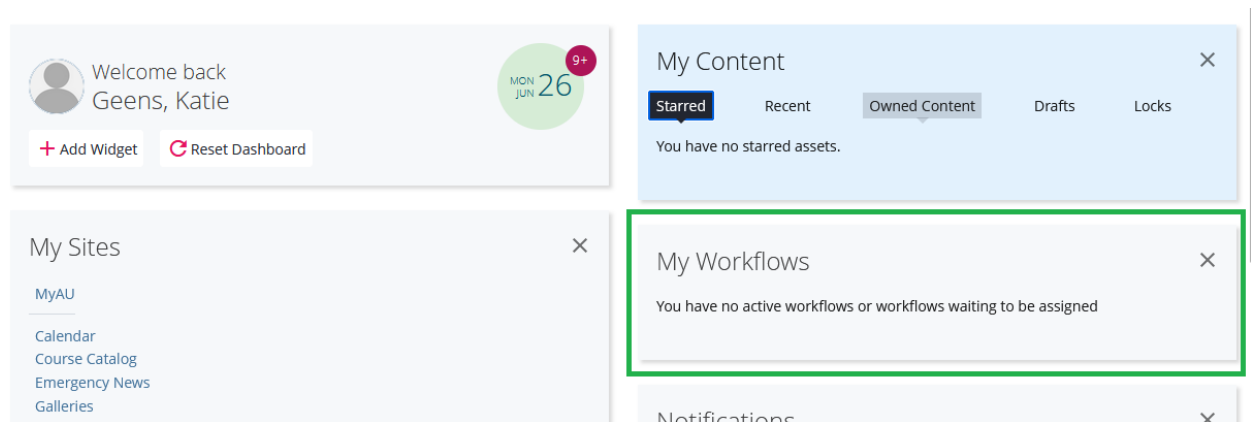 Welcome back
Geens, Katie
MON
JUN
26
9+
+ Add Widget
Reset Dashboard
My Sites
MyAU
Calendar
Course Catalog
Emergency News
Galleries
My Content
Starred Recent Owned Content Drafts Locks
You have no starred assets.
My Workflows
You have no active workflows or workflows waiting to be assigned
Notifications